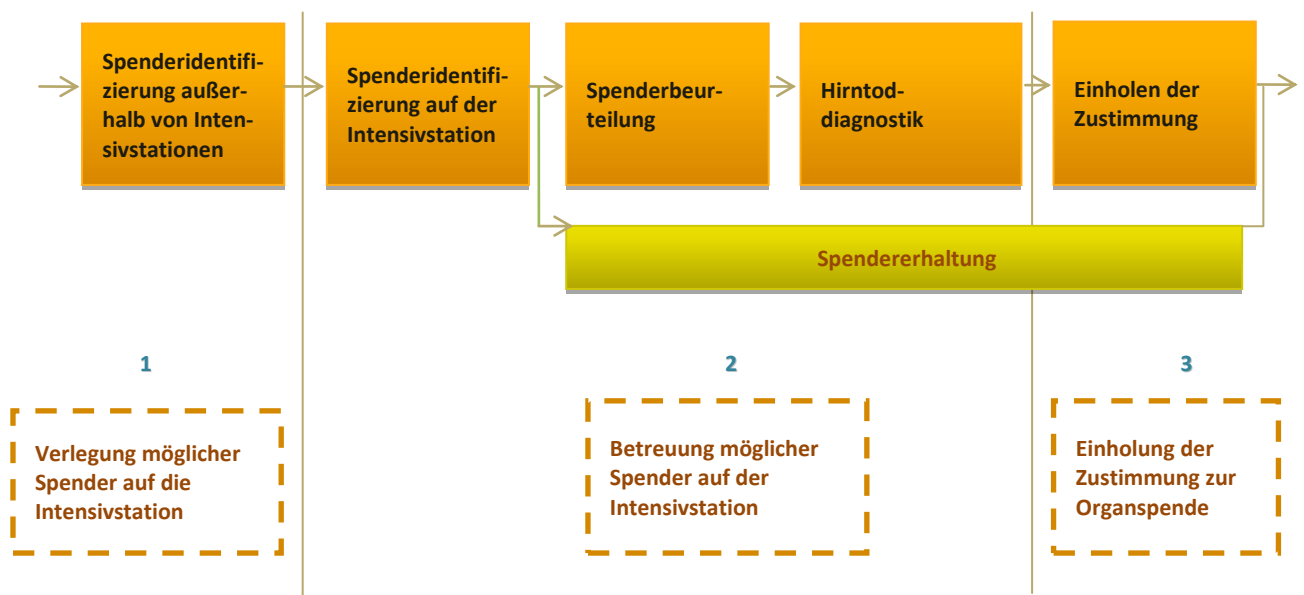 Spenderidentifi-
zierung außer-
halb von Inten-
sivstationen
Spenderidentifi-
zierung auf der
Intensivstation
Spenderbeur-
teilung
Hirntod-
diagnostik
Einholen der
Zustimmung
Spendererhaltung
1
2
3
Verlegung möglicher
Spender auf die
Intensivstation
Betreuung möglicher
Spender auf der
Intensivstation
Einholung der
Zustimmung zur
Organspende